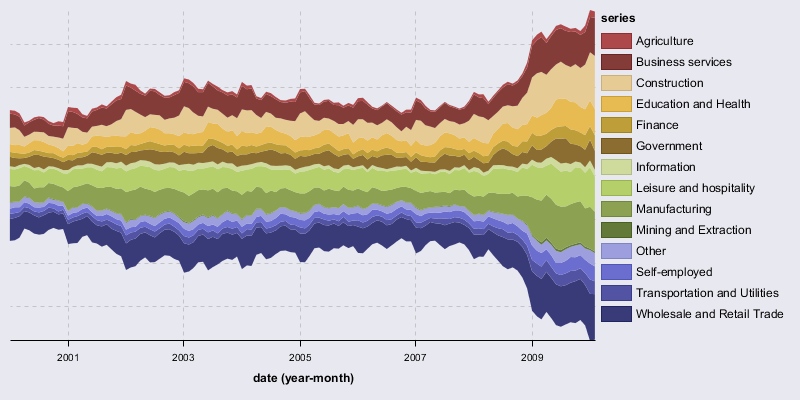 series
Agriculture
Business services
Construction
Education and Health
Finance
Government
Information
Leisure and hospitality
Manufacturing
Mining and Extraction
Other
Self-employed
Transportation and Utilities
Wholesale and Retail Trade
2001 2003 2005 2007 2009
date (year-month)